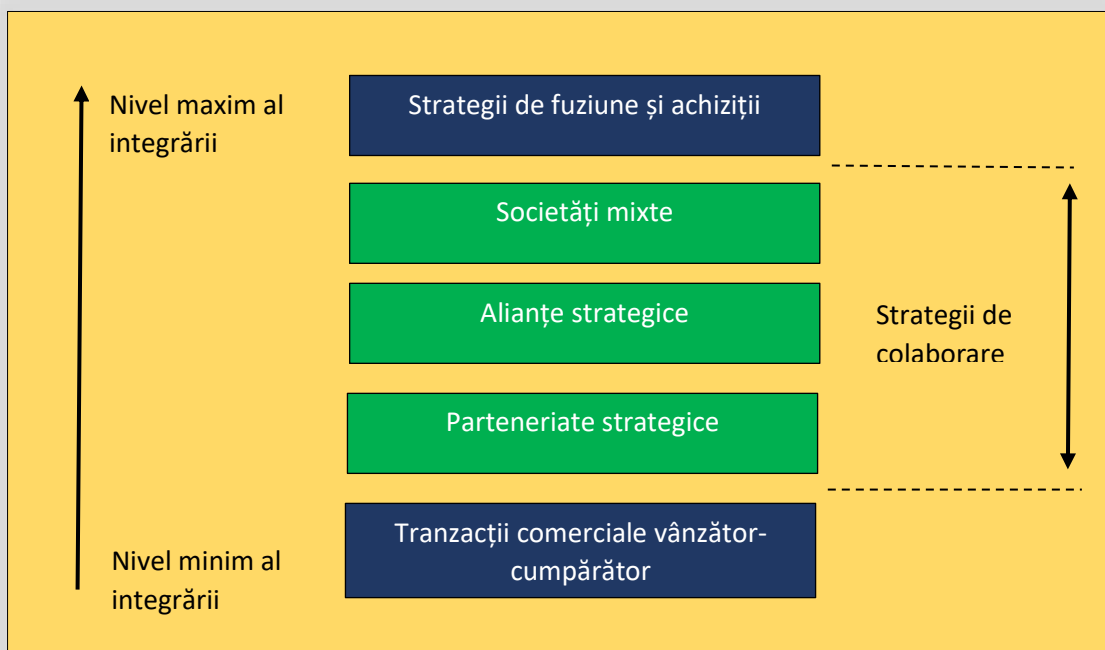 Nivel maxim al
integrării
Strategii de fuziune și achiziții
Societăți mixte
Alianțe strategice
Strategii de
colaborare
Parteneriate strategice
Tranzacții comerciale vânzător-
cumpărător
Nivel minim al
integrării